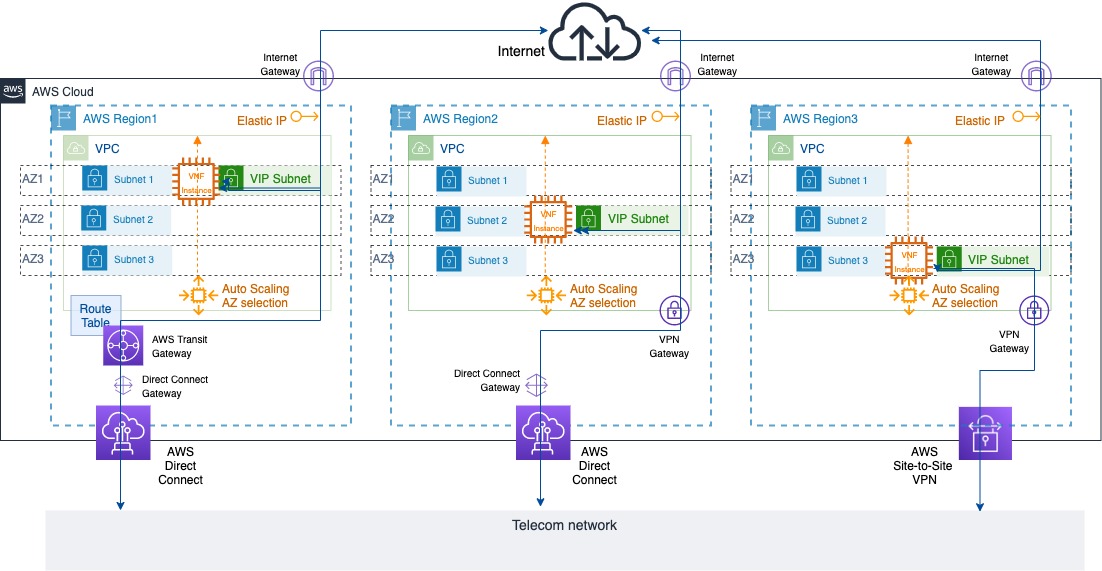 Internet
Internet
Gateway
Internet
Gateway
Internet
Gateway
aws
AWS Cloud
AWS Region1
Elastic IP
AWS Region2
Elastic IP
AWS Region3
Elastic IP
VPC
VPC
VPC
AZ1
Subnet 1
VNF
Instance
VIP Subnet
AZ2
Subnet 2
AZ3
Subnet 3
Auto Scaling
AZ selection
AZ1
Subnet 1
AZ2
Subnet 2
VNF
Instance
VIP Subnet
AZ3
Subnet 3
Auto Scaling
AZ selection
AZ1
Subnet 1
AZ2
Subnet 2
AZ3
Subnet 3
VNF
Instance
VIP Subnet
Auto Scaling
AZ selection
Route
Table
AWS Transit
Gateway
Direct Connect
Gateway
AWS
Direct
Connect
VPN
Gateway
Direct Connect
Gateway
AWS
Direct
Connect
VPN
Gateway
AWS
Site-to-Site
VPN
Telecom network